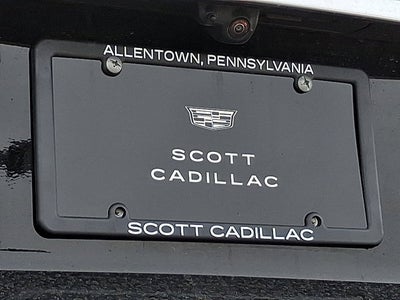 ALLENTOWN, PENNSYLVANIA
SCOTT
CADILLAC
SCOTT CADILLAC